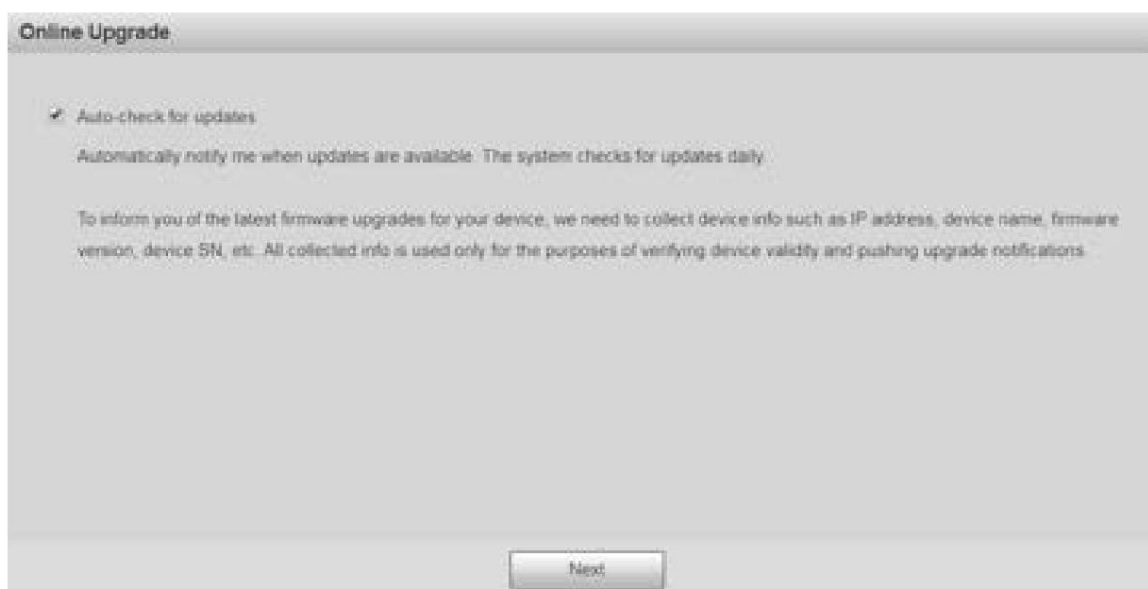 Online Upgrade
Auto-check for updates
Automatically notify me when updates are available. The system checks for updates daily.
To inform you of the latest firmware upgrades for your device, we need to collect device info such as IP address, device name, firmware
version, device SN, etc. All collected info is used only for the purposes of verifying device validity and pushing upgrade notifications.
Next